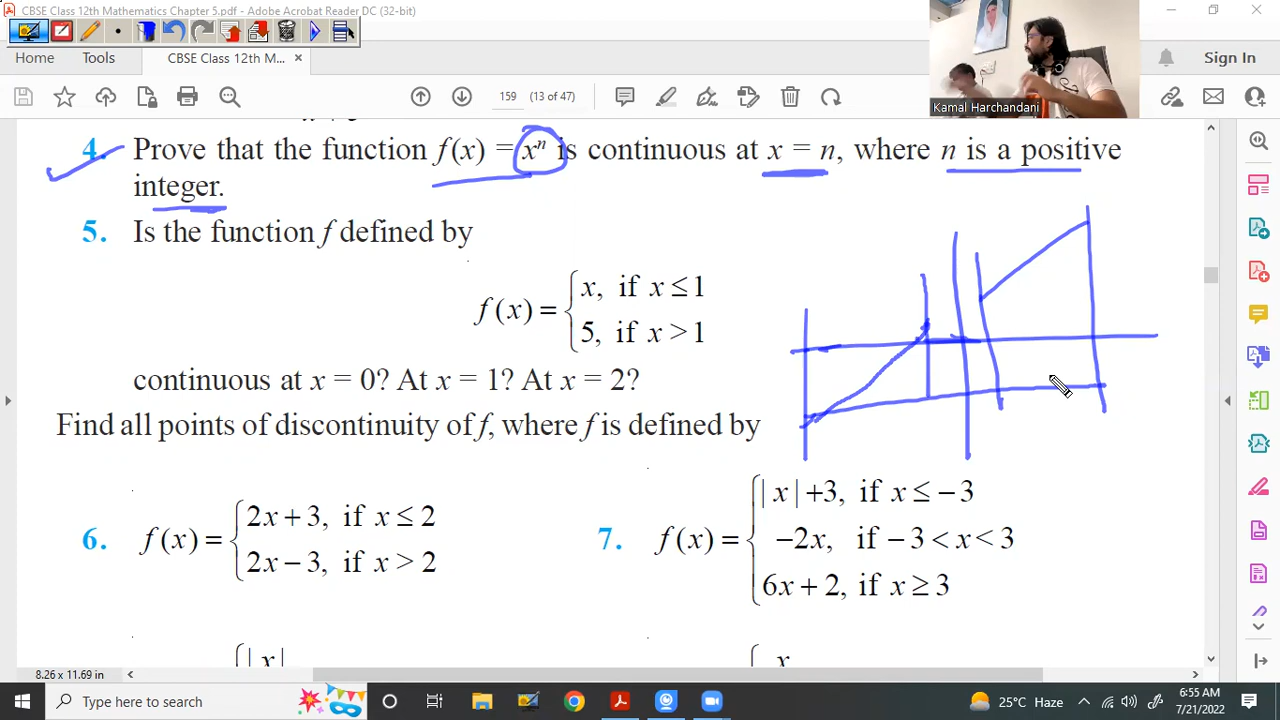 CBSE Class 12th Mathematics Chapter 5.pdf - Adobe Acrobat Reader DC (32-bit)
Home Tools CBSE Class 12th M... × Sign In
159 (13 of 47)
Kamal Harchandani
4. Prove that the function f(x) = xⁿ is continuous at x = n, where n is a positive
integer.
5. Is the function f defined by
f(x) = { x, if x ≤ 1
5, if x > 1
continuous at x = 0? At x = 1? At x = 2?
Find all points of discontinuity of f, where f is defined by
6. f(x) = { 2x + 3, if x ≤ 2
2x − 3, if x > 2
7. f(x) = { | x | +3, if x ≤ −3
−2x, if −3 < x < 3
6x + 2, if x ≥ 3
| x |
x
8.26 x 11.69 in
Type here to search
25°C Haze
6:55 AM
7/21/2022